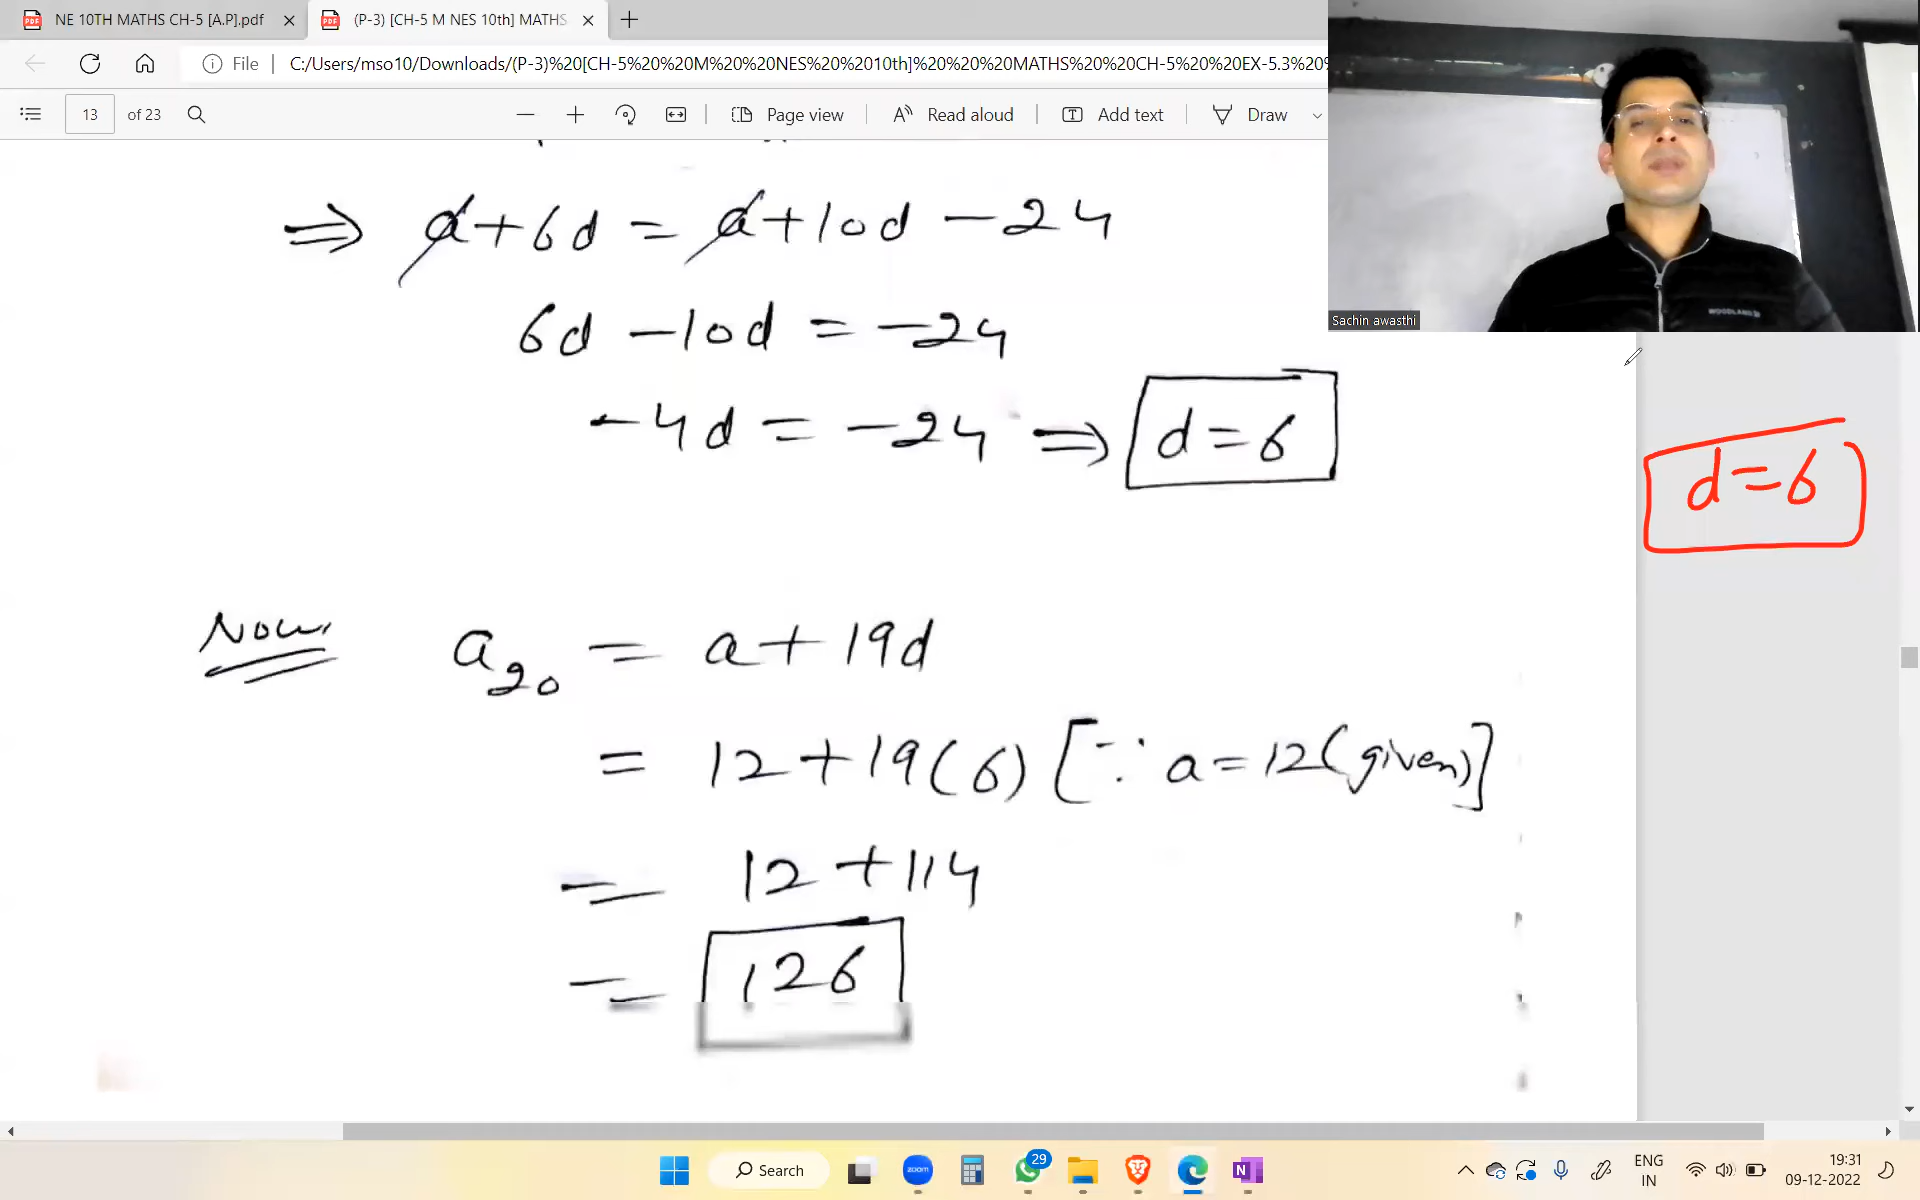 NE 10TH MATHS CH-5 [A.P].pdf
(P-3) [CH-5 M NES 10th] MATHS
File
C:/Users/mso10/Downloads/(P-3)%20[CH-5%20%20M%20%20NES%20%2010th]%20%20%20MATHS%20%20CH-5%20%20EX-5.3%20%
13 of 23
Page view
Read aloud
Add text
Draw
Sachin awasthi
⇒ a+6d = a+10d -24
6d -10d = -24
-4d = -24 ⇒ d=6
d=6
Now, a₂₀ = a+19d
= 12+19(6) [∵ a=12(given)]
= 12+114
= 126
Search
zoom
29
N
ENG
IN
19:31
09-12-2022